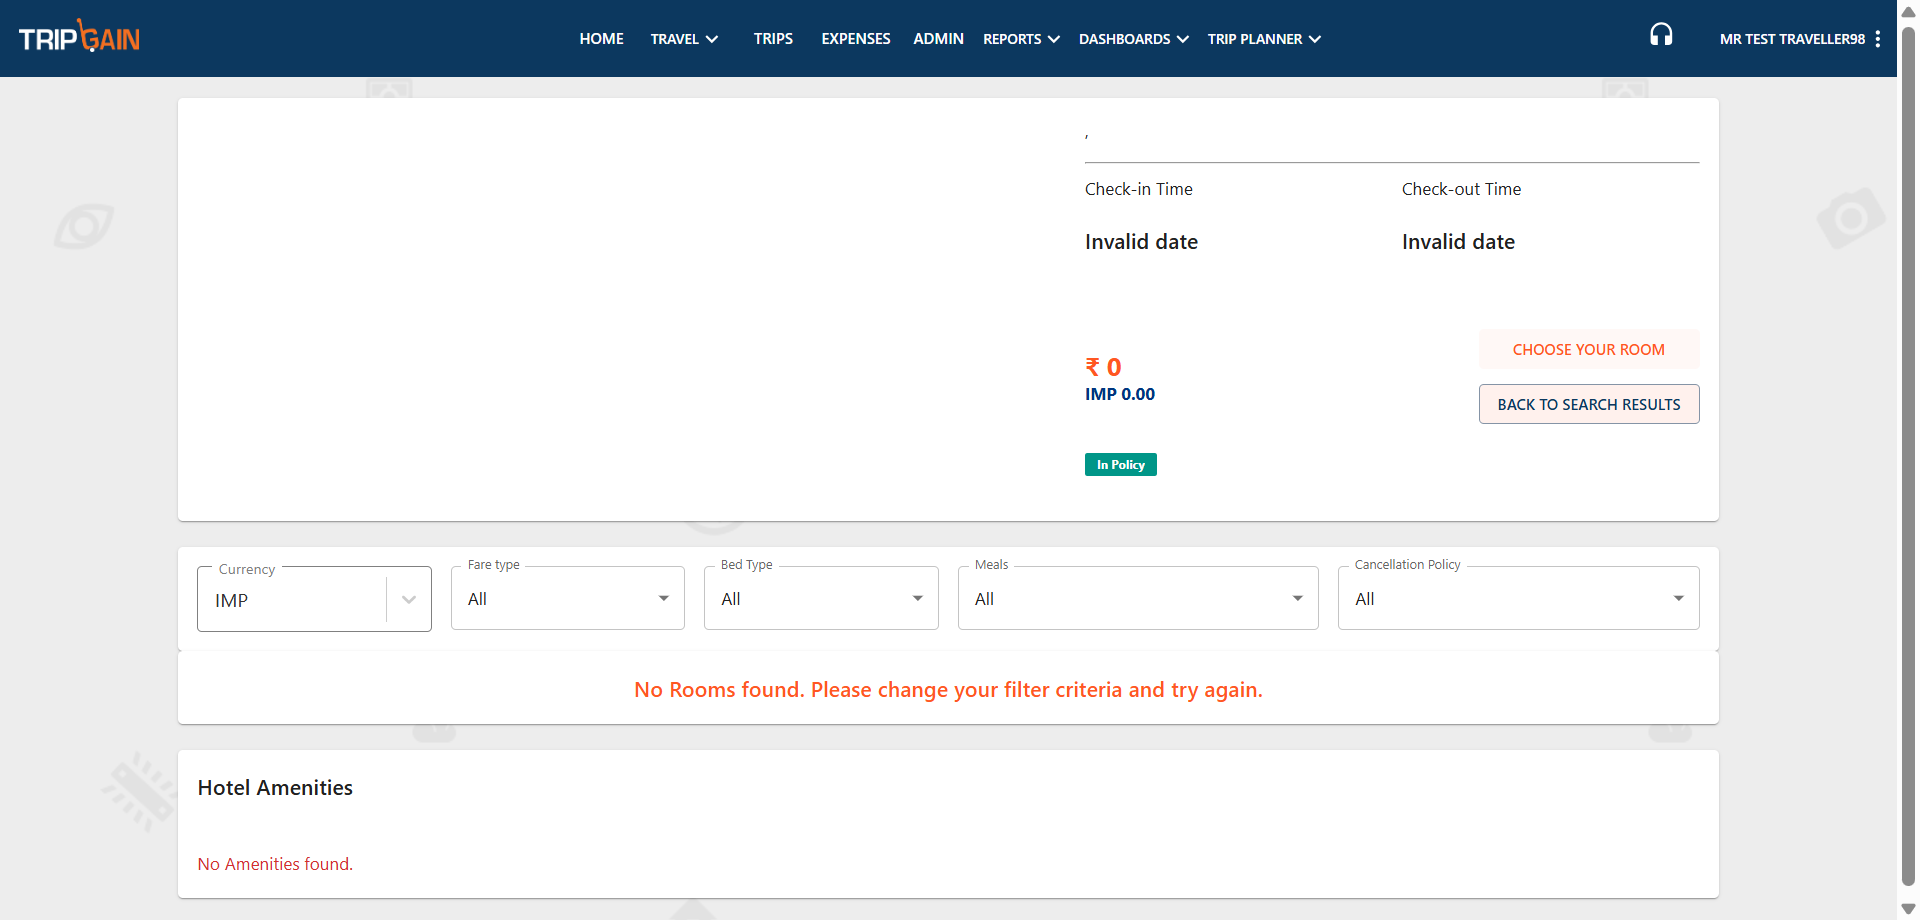 TRIPGAIN
HOME TRAVEL TRIPS EXPENSES ADMIN REPORTS DASHBOARDS TRIP PLANNER MR TEST TRAVELLER98
,
Check-in Time Check-out Time
Invalid date Invalid date
₹ 0
IMP 0.00
CHOOSE YOUR ROOM
BACK TO SEARCH RESULTS
In Policy
Currency Fare type Bed Type Meals Cancellation Policy
IMP All All All All
No Rooms found. Please change your filter criteria and try again.
Hotel Amenities
No Amenities found.